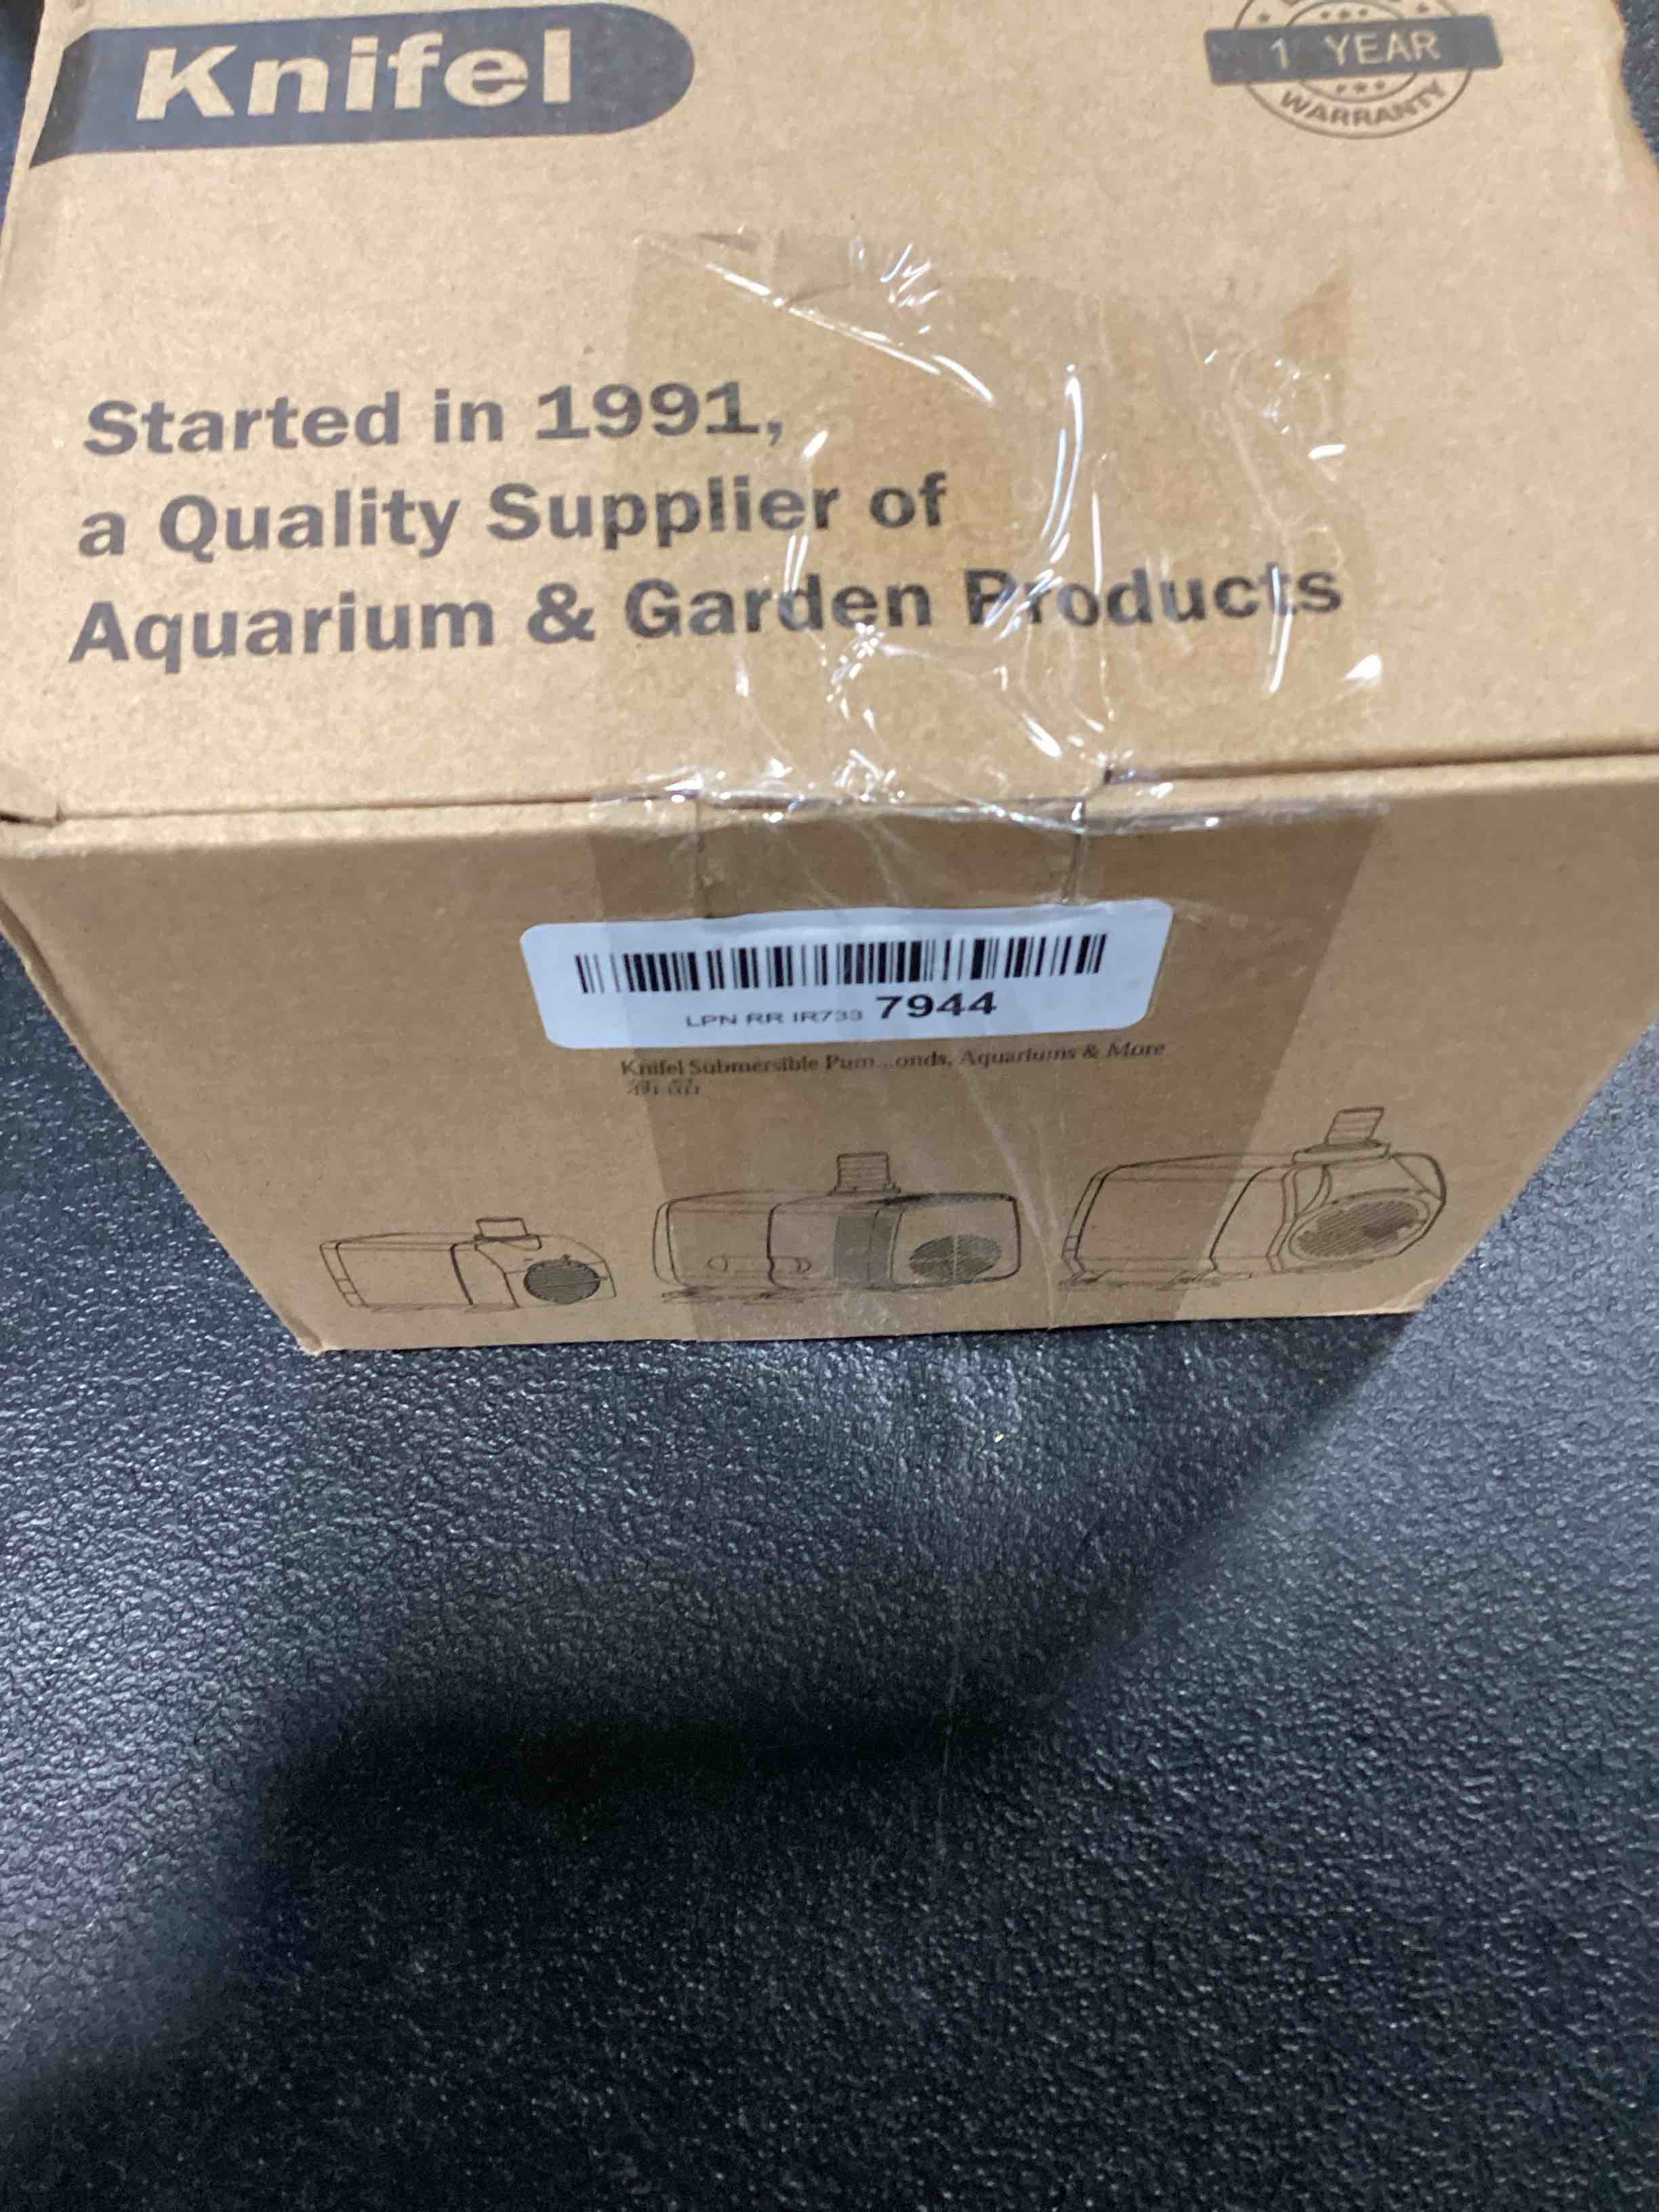 Knifel
1 YEAR
WARRANTY
Started in 1991,
a Quality Supplier of
Aquarium & Garden Products
LPN RR IR733 7944
Knifel Submersible Pum...onds, Aquariums & More